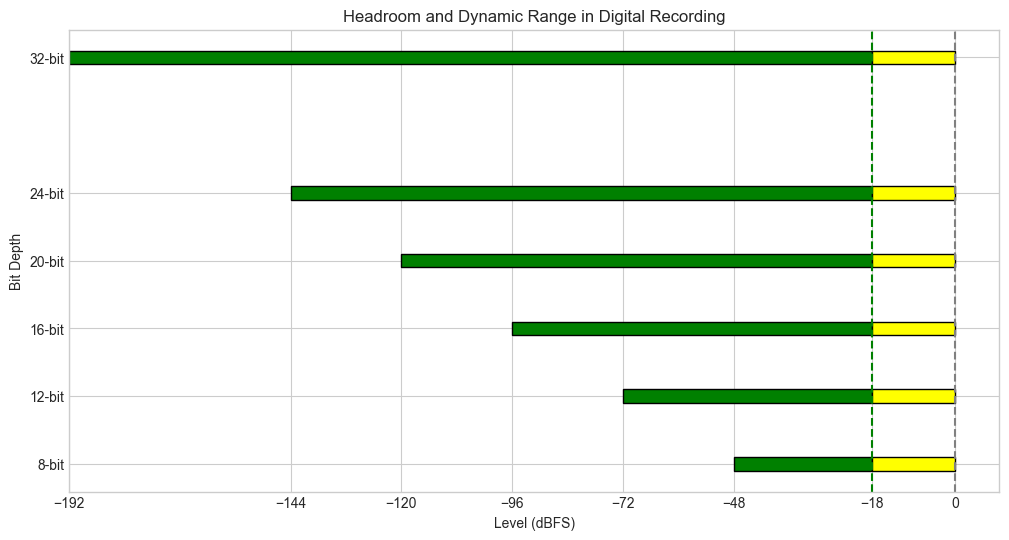 Headroom and Dynamic Range in Digital Recording
32-bit
24-bit
20-bit
16-bit
12-bit
8-bit
Bit Depth
−192 −144 −120 −96 −72 −48 −18 0
Level (dBFS)